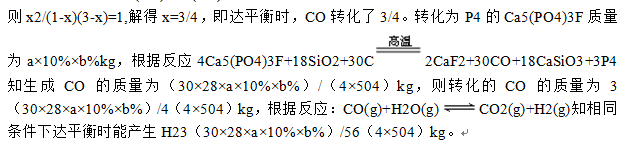 则 x2/(1-x)(3-x)=1,解得 x=3/4，即达平衡时，CO 转化了 3/4。转化为 P4 的 Ca5(PO4)3F 质量
为 a×10%×b%kg，根据反应 4Ca5(PO4)3F+18SiO2+30C 高温 2CaF2+30CO+18CaSiO3+3P4
知生成 CO 的质量为（30×28×a×10%×b%）/（4×504）kg，则转化的 CO 的质量为 3
（30×28×a×10%×b%）/4（4×504）kg，根据反应：CO(g)+H2O(g) ⇌ CO2(g)+H2(g)知相同
条件下达平衡时能产生 H23（30×28×a×10%×b%）/56（4×504）kg。